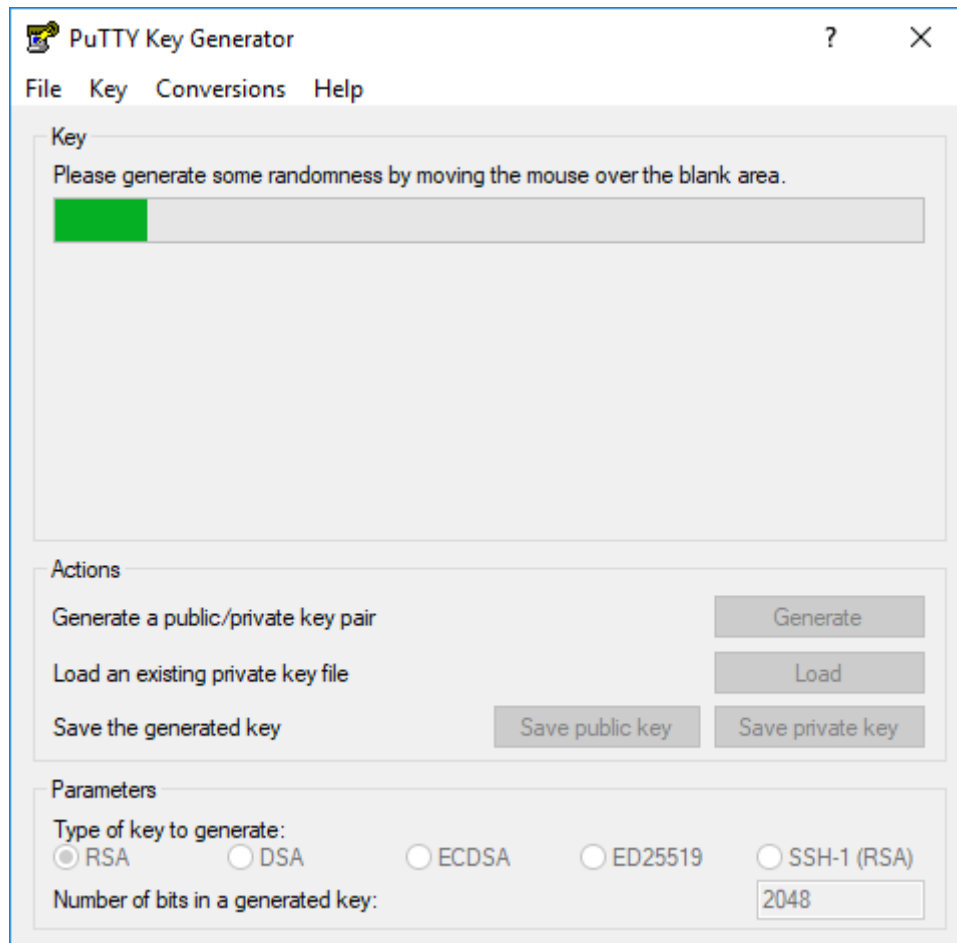 PuTTY Key Generator
?
File Key Conversions Help
Key
Please generate some randomness by moving the mouse over the blank area.
Actions
Generate a public/private key pair Generate
Load an existing private key file Load
Save the generated key Save public key Save private key
Parameters
Type of key to generate:
RSA DSA ECDSA ED25519 SSH-1 (RSA)
Number of bits in a generated key: 2048